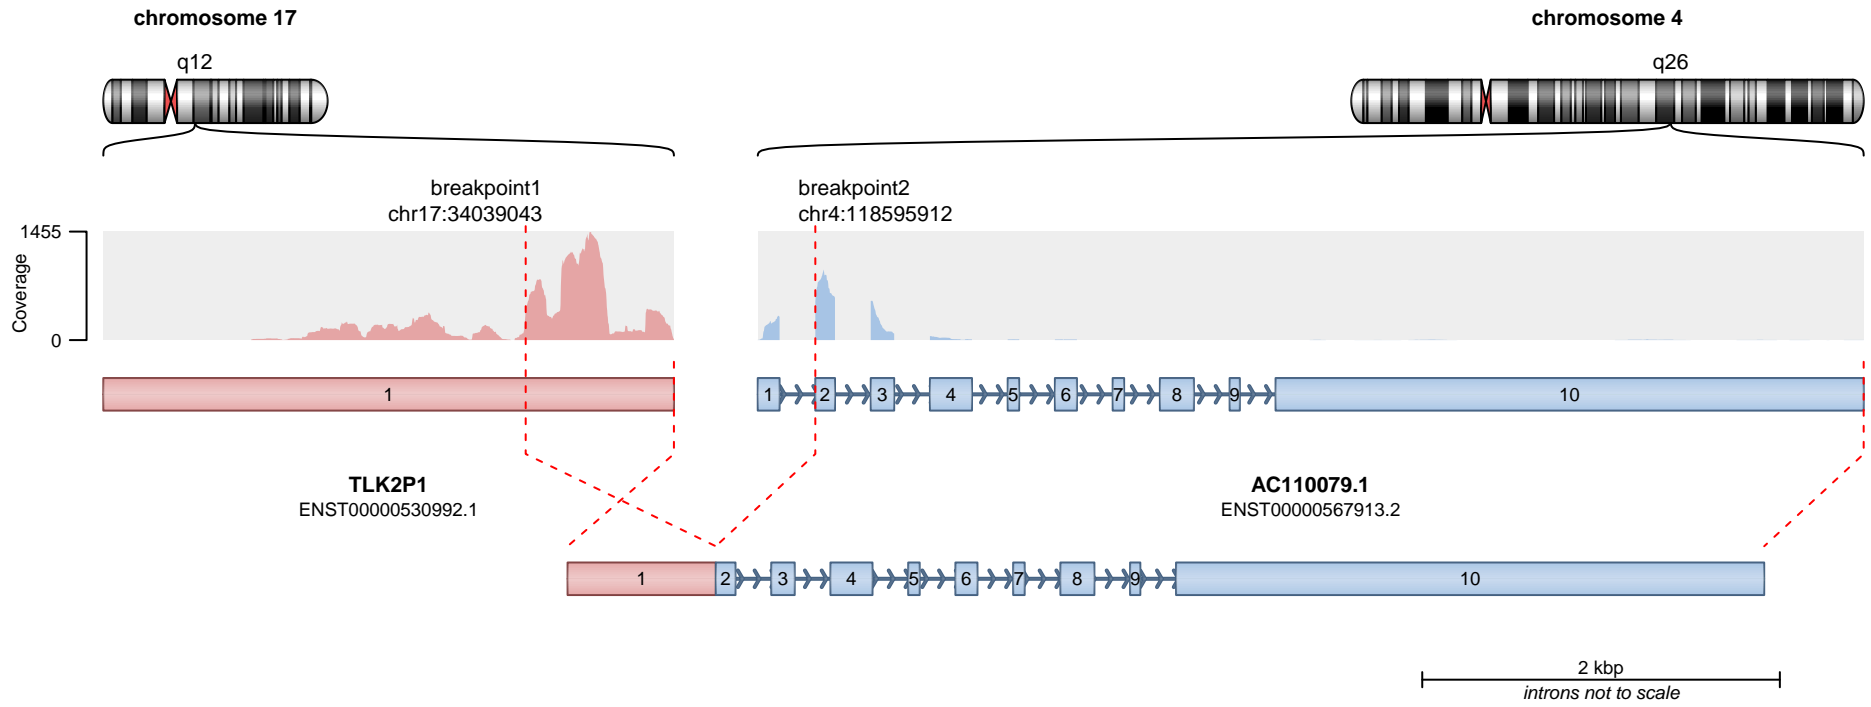 chromosome 17
chromosome 4
q12
q26
breakpoint1
chr17:34039043
breakpoint2
chr4:118595912
1455
Coverage
0
1
1 2 3 4 5 6 7 8 9 10
TLK2P1
ENST00000530992.1
AC110079.1
ENST00000567913.2
1 2 3 4 5 6 7 8 9 10
2 kbp
introns not to scale